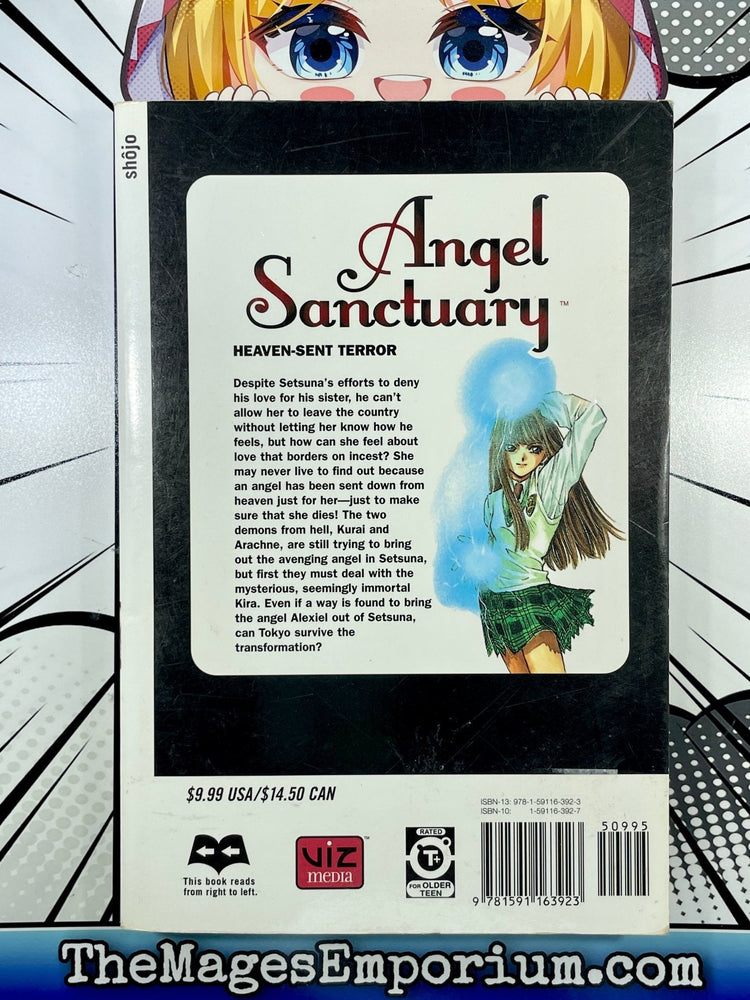 shôjo
Angel
Sanctuary™
HEAVEN-SENT TERROR
Despite Setsuna's efforts to deny
his love for his sister, he can't
allow her to leave the country
without letting her know how he
feels, but how can she feel about
love that borders on incest? She
may never live to find out because
an angel has been sent down from
heaven just for her—just to make
sure that she dies! The two
demons from hell, Kurai and
Arachne, are still trying to bring
out the avenging angel in Setsuna,
but first they must deal with the
mysterious, seemingly immortal
Kira. Even if a way is found to bring
the angel Alexiel out of Setsuna,
can Tokyo survive the
transformation?
$9.99 USA/$14.50 CAN
ISBN-13: 978-1-59116-392-3
ISBN-10: 1-59116-392-7
50995
This book reads
from right to left.
VIZ
MEDIA
™
RATED
T+
FOR OLDER
TEEN
9 781591 163923
TheMagesEmporium.com